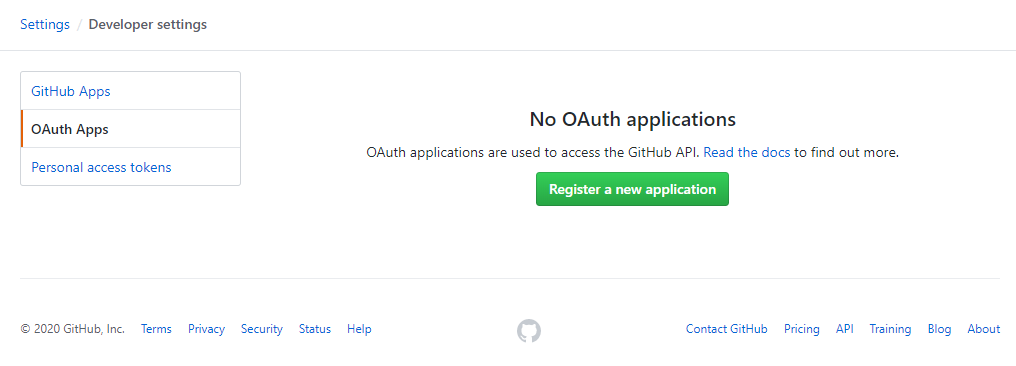 Settings / Developer settings
GitHub Apps
OAuth Apps
Personal access tokens
No OAuth applications
OAuth applications are used to access the GitHub API. Read the docs to find out more.
Register a new application
© 2020 GitHub, Inc. Terms Privacy Security Status Help Contact GitHub Pricing API Training Blog About